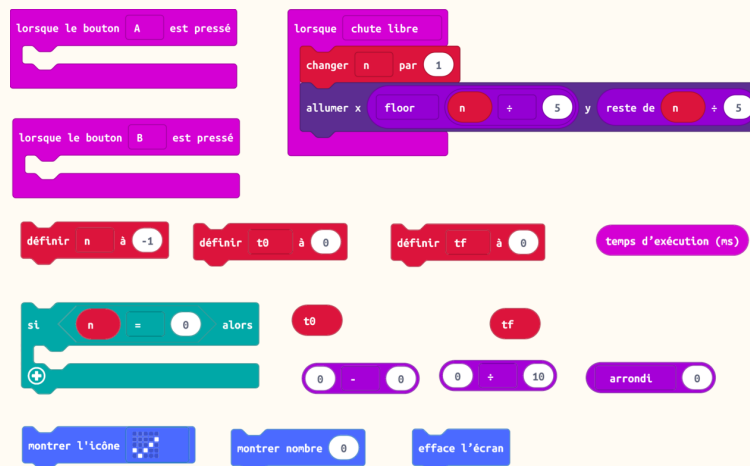 lorsque le bouton A est pressé
lorsque chute libre
changer n par 1
allumer x floor n ÷ 5 y reste de n ÷ 5
lorsque le bouton B est pressé
définir n à -1
définir t0 à 0
définir tf à 0
temps d'exécution (ms)
si n = 0 alors
t0
tf
0 - 0
0 ÷ 10
arrondi 0
montrer l'icône
montrer nombre 0
efface l'écran